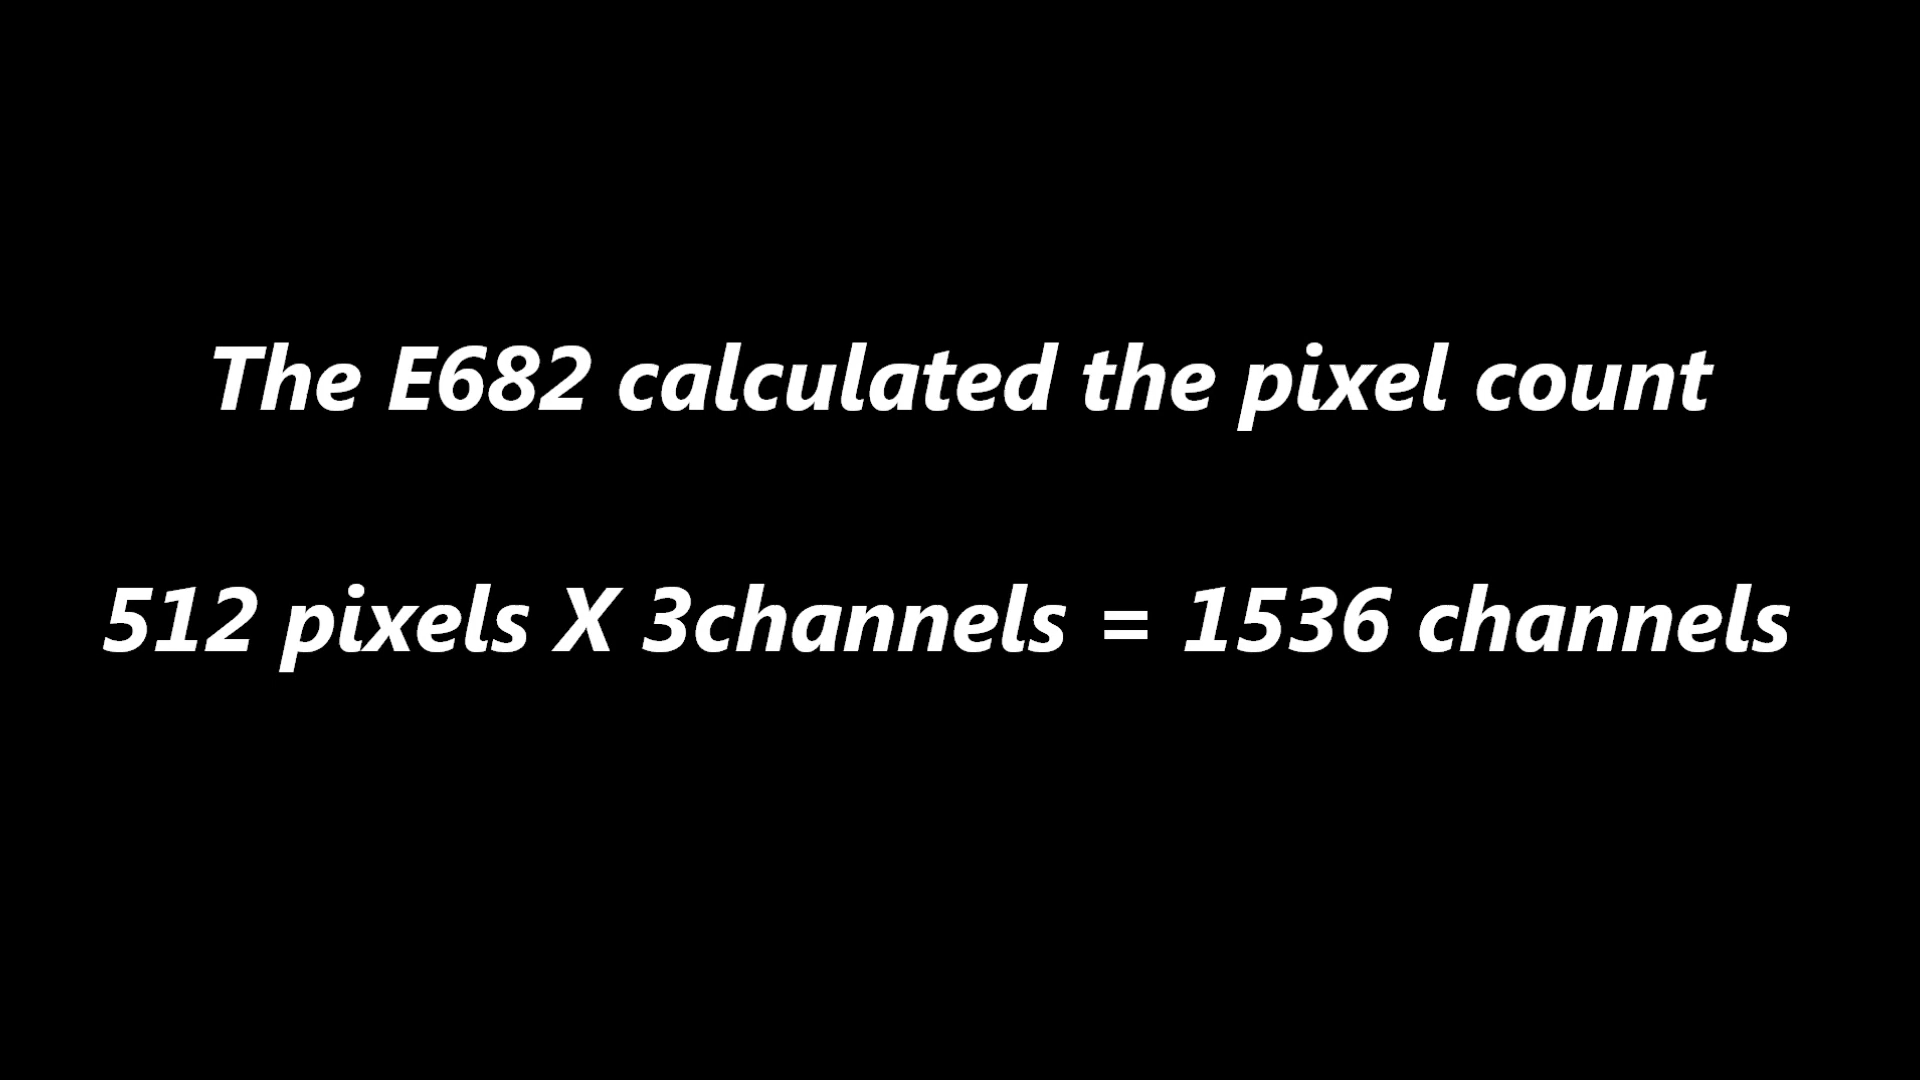 The E682 calculated the pixel count
512 pixels X 3channels = 1536 channels